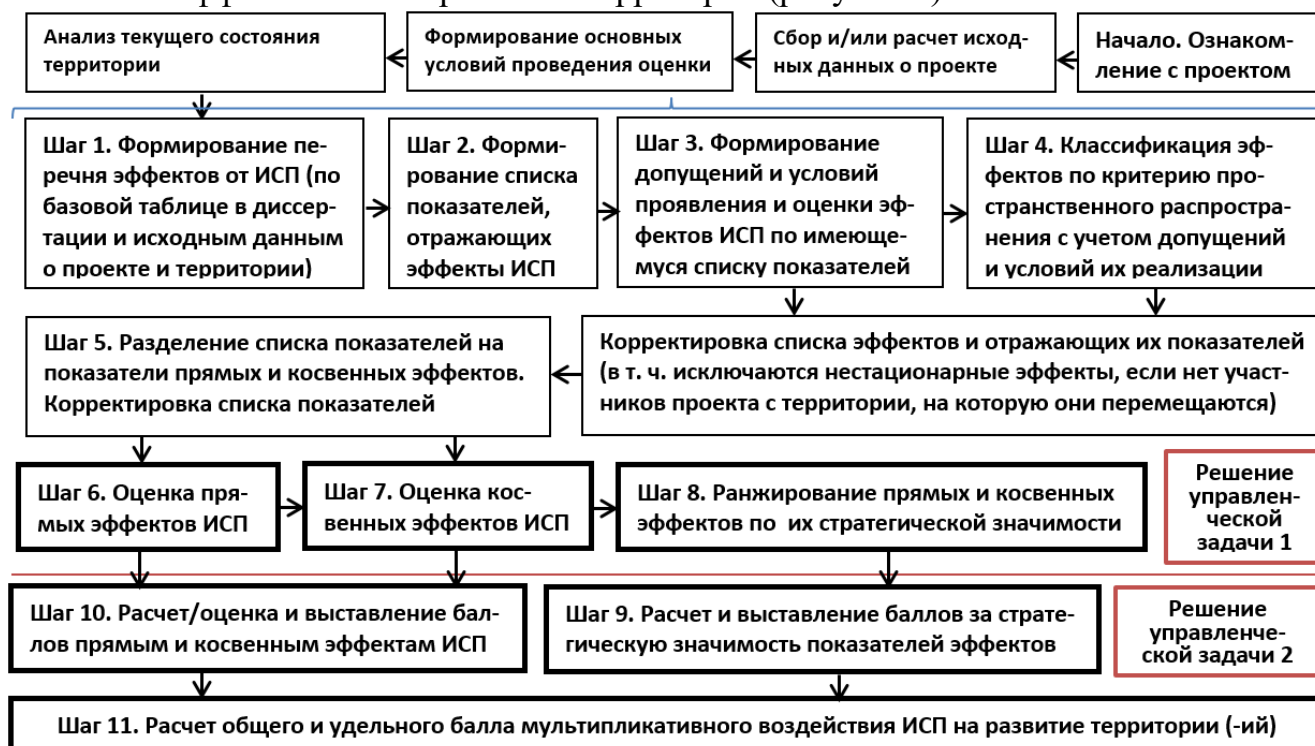 Анализ текущего состояния
территории
Формирование основных
условий проведения оценки
Сбор и/или расчет исход-
ных данных о проекте
Начало. Ознаком-
ление с проектом
Шаг 1. Формирование пе-
речня эффектов от ИСП (по
базовой таблице в диссер-
тации и исходным данным
о проекте и территории)
Шаг 2. Форми-
рование списка
показателей,
отражающих
эффекты ИСП
Шаг 3. Формирование
допущений и условий
проявления и оценки эф-
фектов ИСП по имеюще-
муся списку показателей
Шаг 4. Классификация эф-
фектов по критерию про-
странственного распростра-
нения с учетом допущений
и условий их реализации
Шаг 5. Разделение списка показателей на
показатели прямых и косвенных эффектов.
Корректировка списка показателей
Корректировка списка эффектов и отражающих их показателей
(в т. ч. исключаются нестационарные эффекты, если нет участ-
ников проекта с территории, на которую они перемещаются)
Шаг 6. Оценка пря-
мых эффектов ИСП
Шаг 7. Оценка кос-
венных эффектов ИСП
Шаг 8. Ранжирование прямых и косвенных
эффектов по их стратегической значимости
Решение
управлен-
ческой
задачи 1
Шаг 10. Расчет/оценка и выставление бал-
лов прямым и косвенным эффектам ИСП
Шаг 9. Расчет и выставление баллов за страте-
гическую значимость показателей эффектов
Решение
управленче-
ской задачи 2
Шаг 11. Расчет общего и удельного балла мультипликативного воздействия ИСП на развитие территории (-ий)